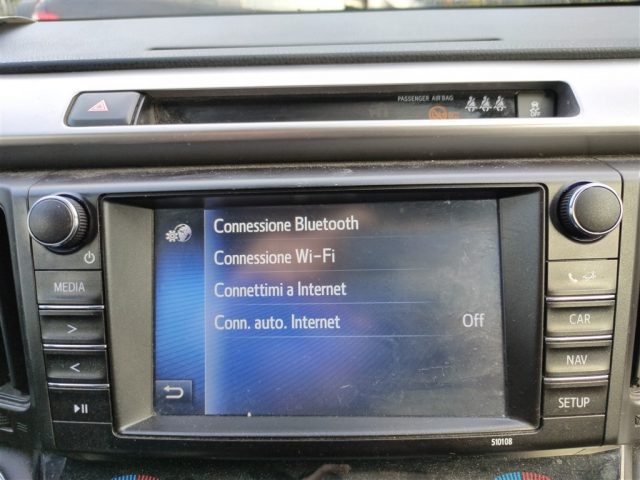 PASSENGER AIR BAG
Connessione Bluetooth
Connessione Wi-Fi
Connettimi a Internet
Conn. auto. Internet Off
MEDIA
>
<
CAR
NAV
SETUP
510108